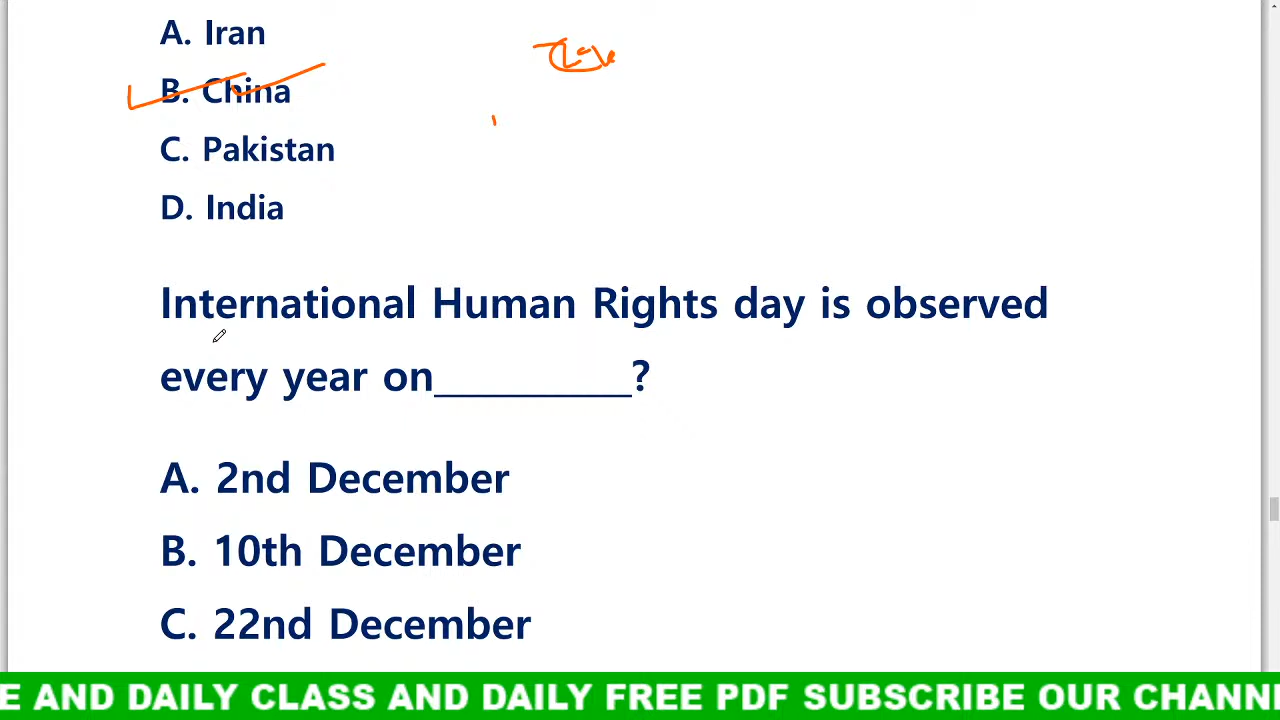 A. Iran
B. China
C. Pakistan
D. India
International Human Rights day is observed
every year on__________?
A. 2nd December
B. 10th December
C. 22nd December
E AND DAILY CLASS AND DAILY FREE PDF SUBSCRIBE OUR CHANN